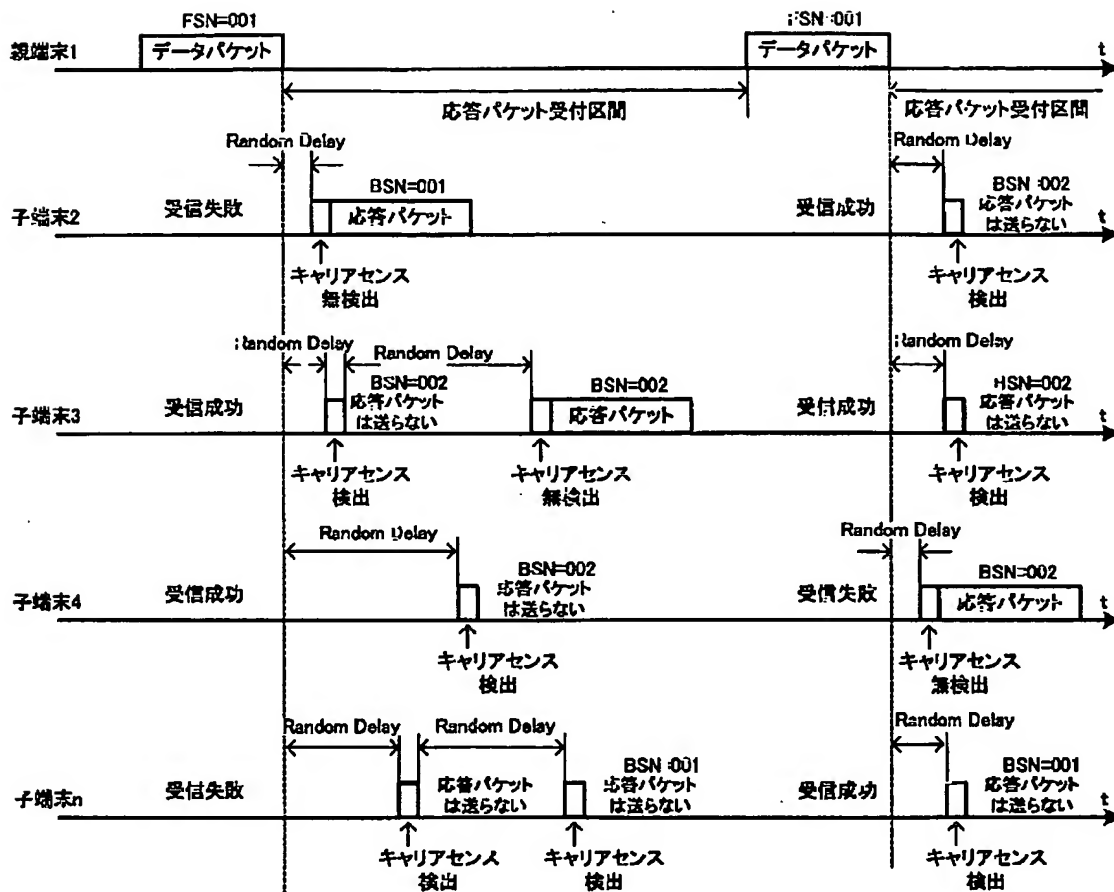 FSN=001
FSN=001
親端末1
データパケット
データパケット
t
応答パケット受付区間
応答パケット受付区間
Random Delay
Random Delay
BSN=001
BSN=002
子端末2
受信失敗
応答パケット
受信成功
応答パケット
は送らない
t
キャリアセンス
無検出
キャリアセンス
検出
Random Delay
Random Delay
Random Delay
BSN=002
BSN=002
BSN=002
子端末3
受信成功
応答パケット
は送らない
応答パケット
受信成功
応答パケット
は送らない
t
キャリアセンス
検出
キャリアセンス
無検出
キャリアセンス
検出
Random Delay
Random Delay
BSN=002
BSN=002
子端末4
受信成功
応答パケット
は送らない
受信失敗
応答パケット
t
キャリアセンス
検出
キャリアセンス
無検出
Random Delay
Random Delay
Random Delay
BSN=001
BSN=001
子端末n
受信失敗
応答パケット
は送らない
応答パケット
は送らない
受信成功
応答パケット
は送らない
t
キャリアセンス
検出
キャリアセンス
検出
キャリアセンス
検出